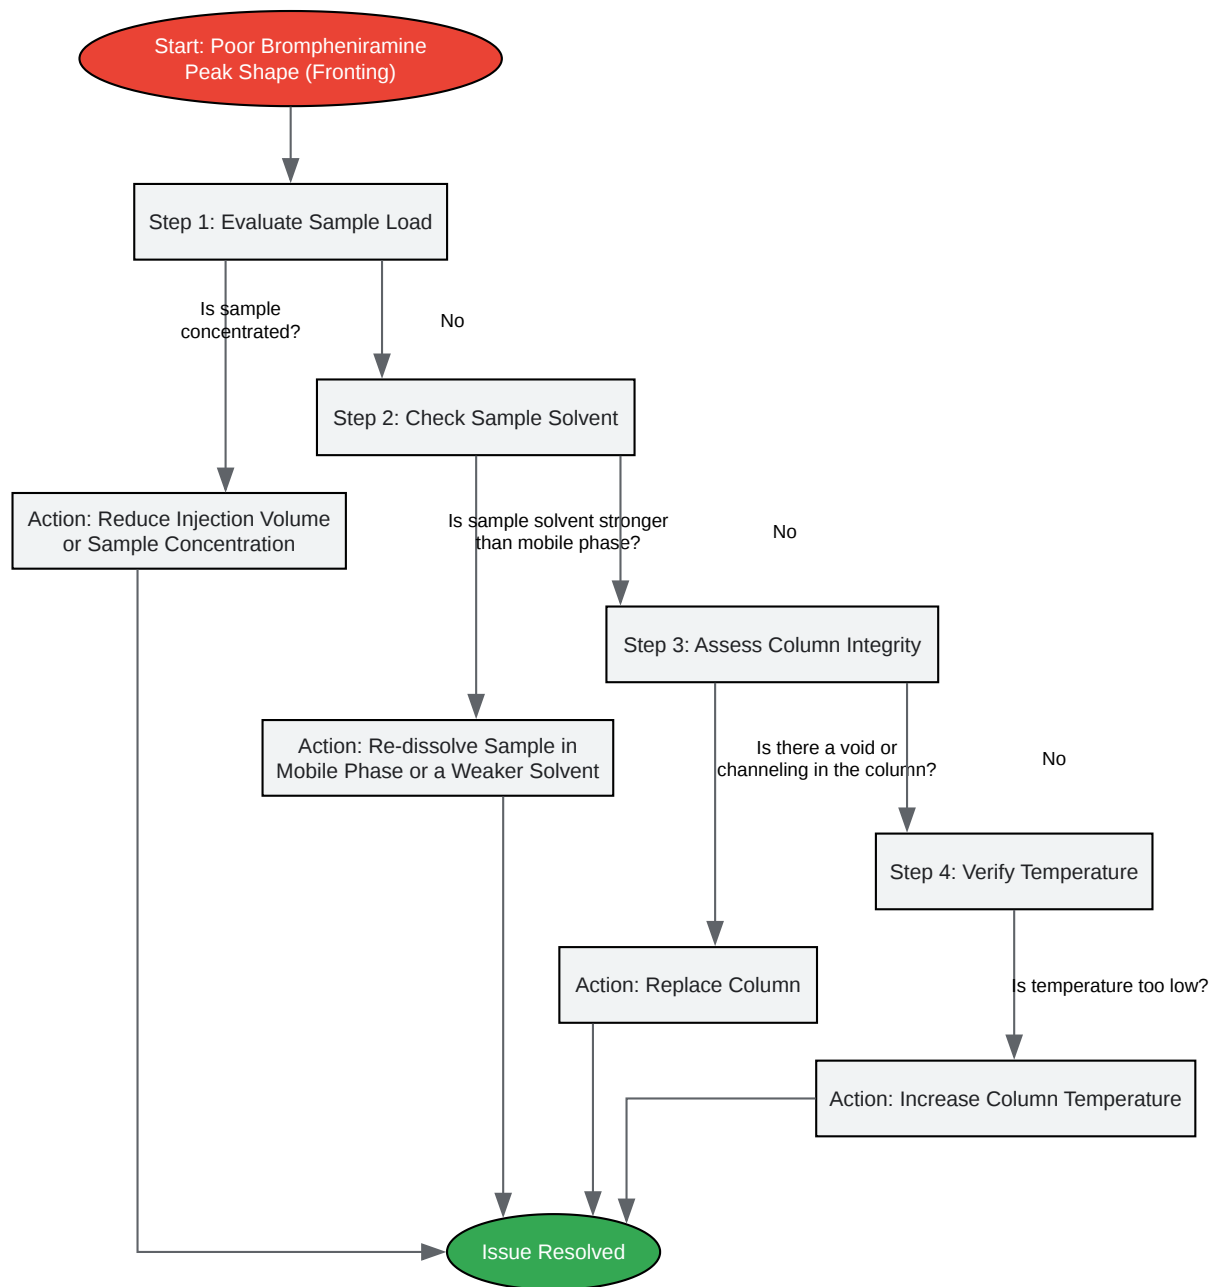 Start: Poor Brompheniramine
Peak Shape (Fronting)
Step 1: Evaluate Sample Load
Is sample
concentrated?
No
Step 2: Check Sample Solvent
Action: Reduce Injection Volume
or Sample Concentration
Is sample solvent stronger
than mobile phase?
No
Step 3: Assess Column Integrity
Action: Re-dissolve Sample in
Mobile Phase or a Weaker Solvent
Is there a void or
channeling in the column?
No
Step 4: Verify Temperature
Action: Replace Column
Is temperature too low?
Action: Increase Column Temperature
Issue Resolved